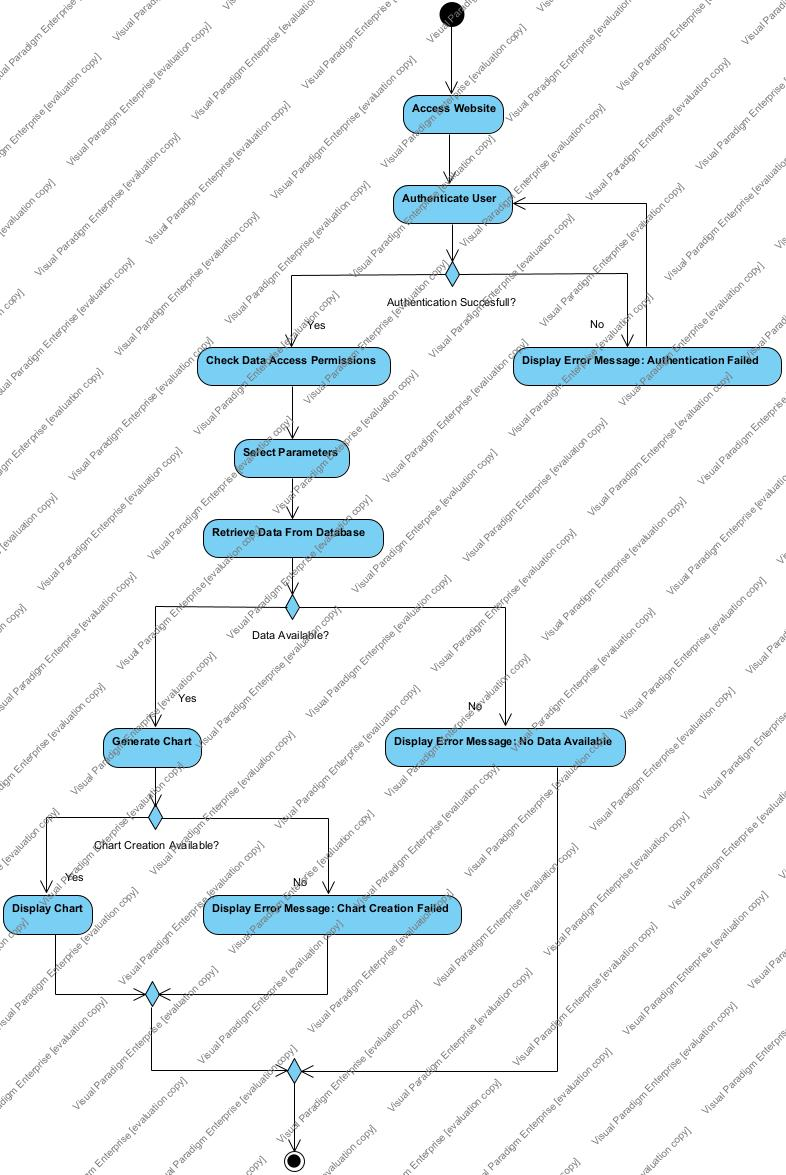 Access Website
Authenticate User
Authentication Succesfull?
Yes
No
Check Data Access Permissions
Display Error Message: Authentication Failed
Select Parameters
Retrieve Data From Database
Data Available?
Yes
No
Generate Chart
Display Error Message: No Data Available
Chart Creation Available?
Yes
No
Display Chart
Display Error Message: Chart Creation Failed
Visual Paradigm Enterprise [evaluation copy]